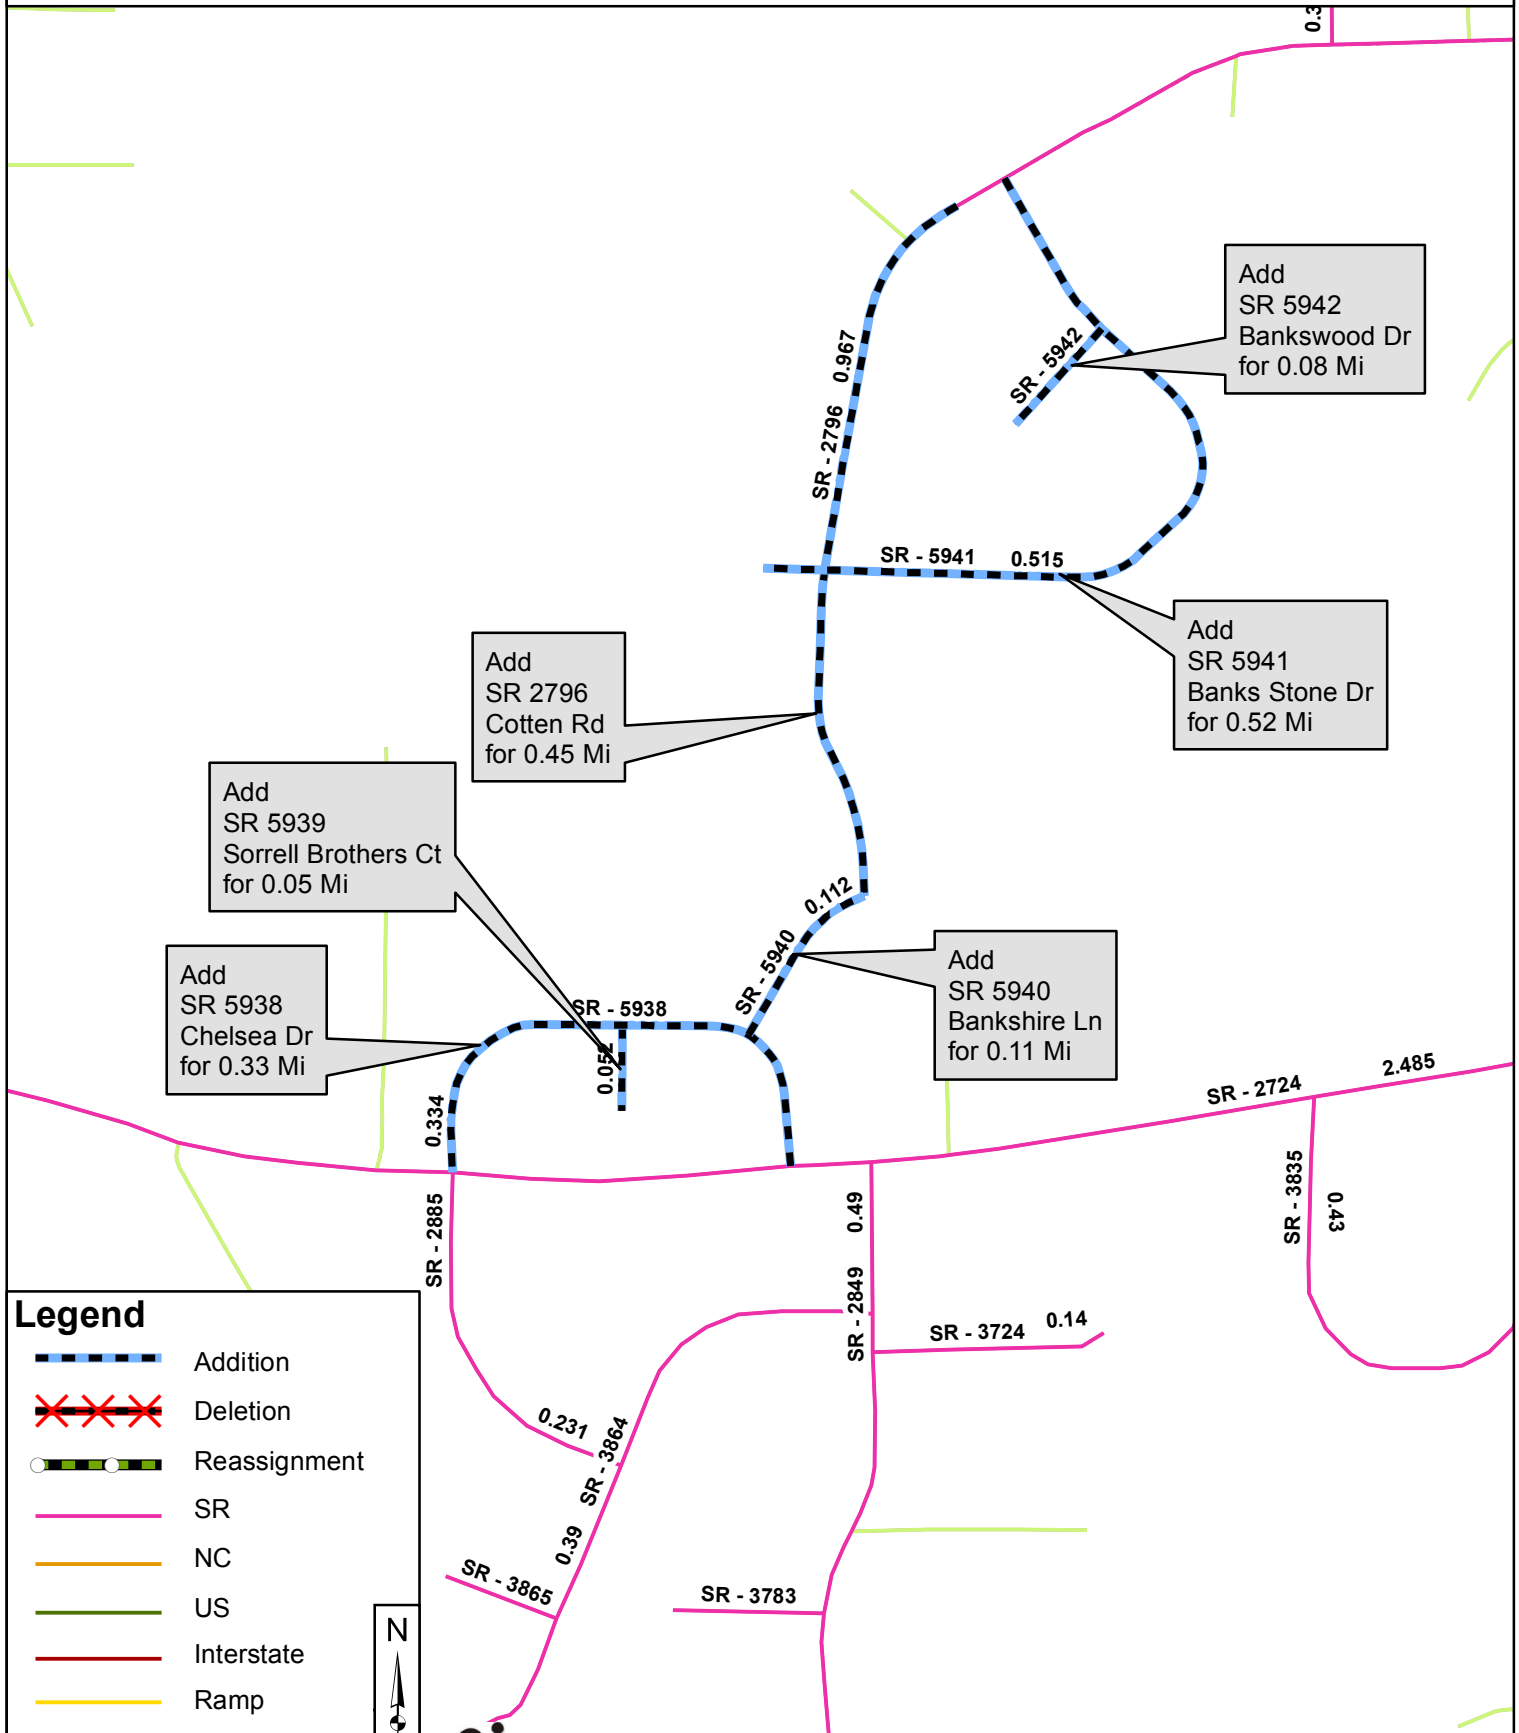 0.3
Add
SR 5942
Bankswood Dr
for 0.08 Mi
SR - 5942
SR - 2796 0.967
SR - 5941 0.515
Add
SR 5941
Banks Stone Dr
for 0.52 Mi
Add
SR 2796
Cotten Rd
for 0.45 Mi
Add
SR 5939
Sorrell Brothers Ct
for 0.05 Mi
SR - 5940 0.112
Add
SR 5940
Bankshire Ln
for 0.11 Mi
Add
SR 5938
Chelsea Dr
for 0.33 Mi
SR - 5938
0.052
0.334
SR - 2724 2.485
SR - 3835 0.43
SR - 2885
0.231
SR - 2849 0.49
SR - 3724 0.14
0.39 SR - 3864
SR - 3865
SR - 3783
Legend
Addition
Deletion
Reassignment
SR
NC
US
Interstate
Ramp
N